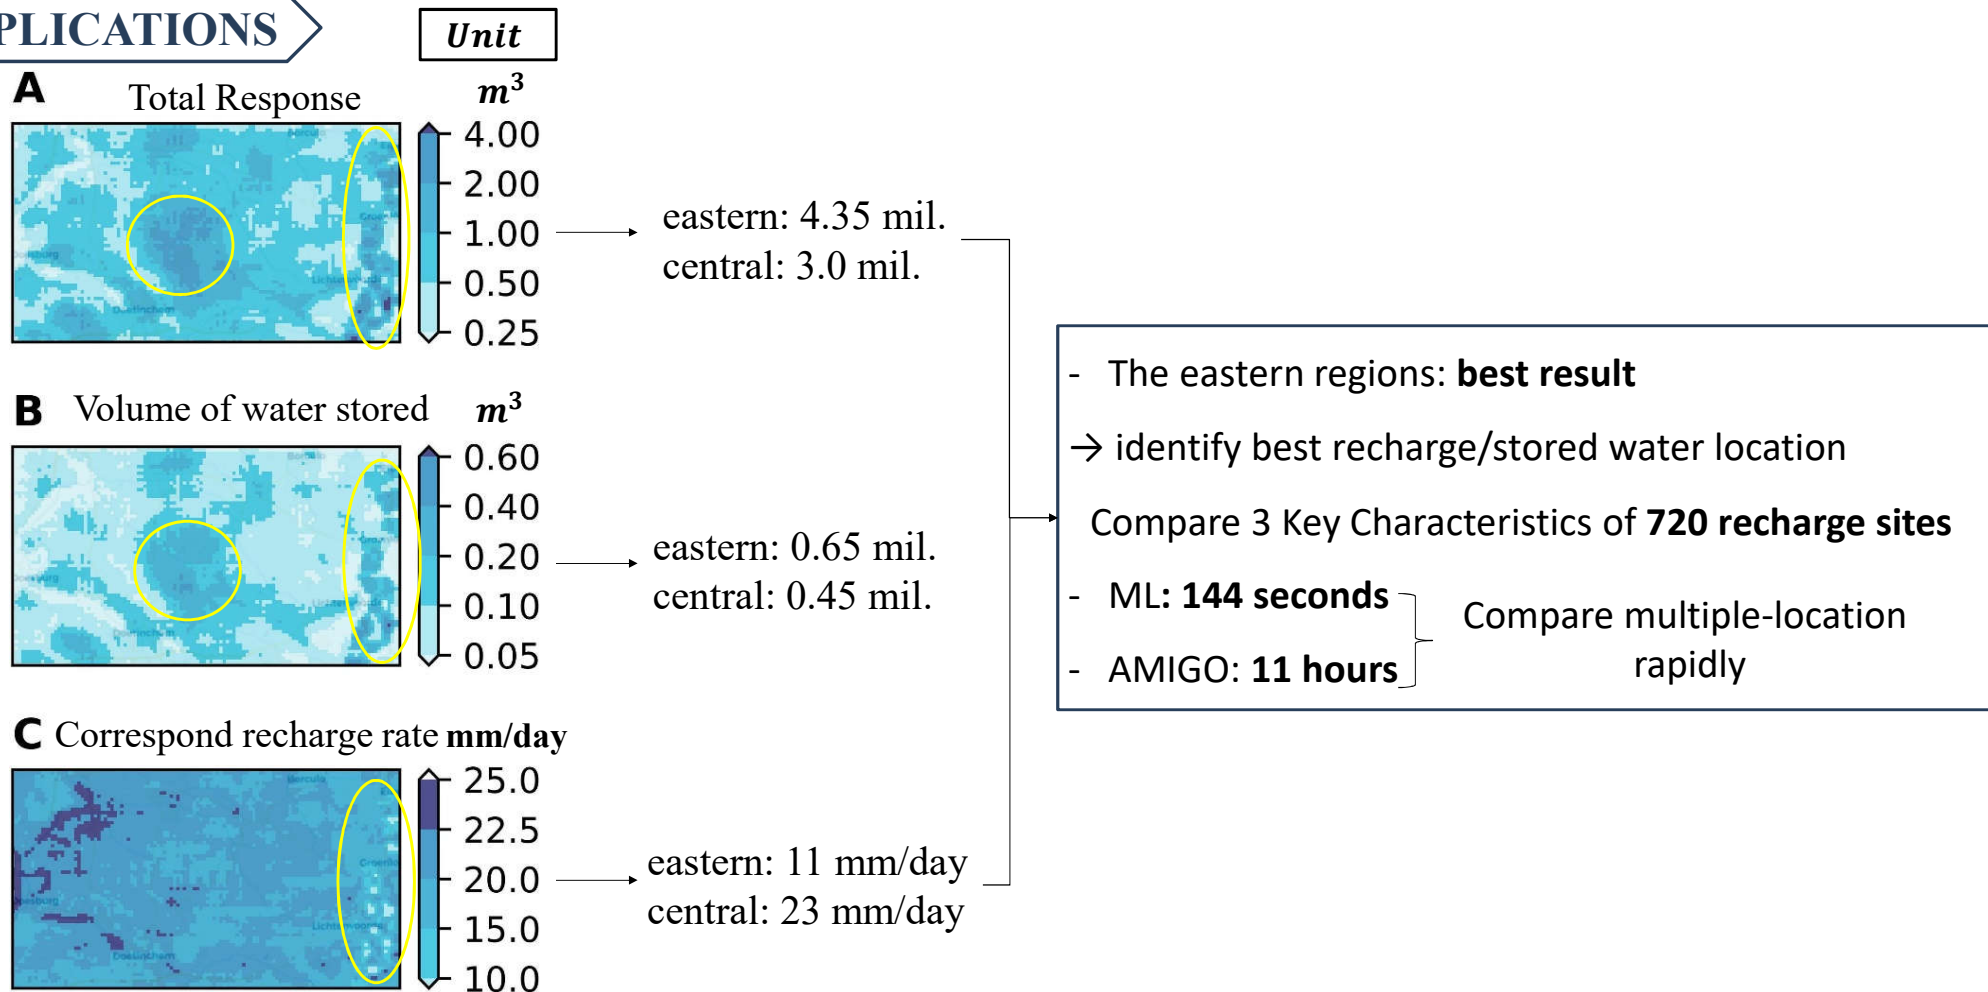 PLICATIONS
Unit
A Total Response m³
4.00
2.00
1.00
0.50
0.25
eastern: 4.35 mil.
central: 3.0 mil.
B Volume of water stored m³
0.60
0.40
0.20
0.10
0.05
eastern: 0.65 mil.
central: 0.45 mil.
C Correspond recharge rate mm/day
Borculo
Doesburg
Lichtenvoorde
Doetinchem
25.0
22.5
20.0
15.0
10.0
eastern: 11 mm/day
central: 23 mm/day
- The eastern regions: best result
→ identify best recharge/stored water location
Compare 3 Key Characteristics of 720 recharge sites
- ML: 144 seconds
- AMIGO: 11 hours
Compare multiple-location
rapidly